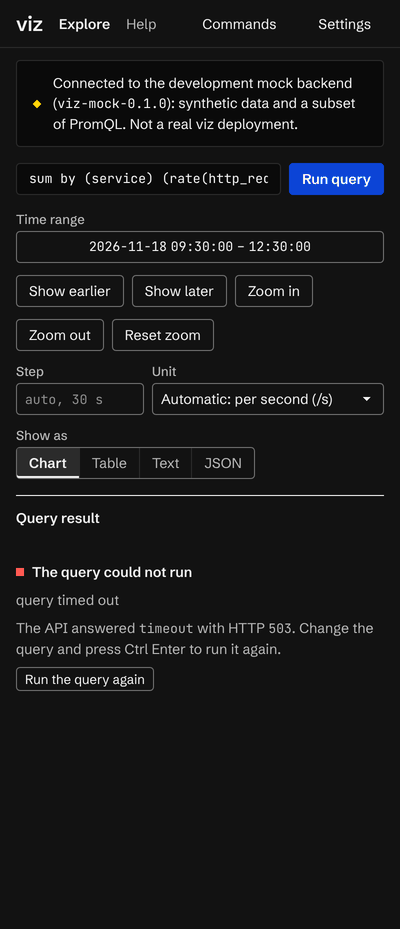 viz Explore Help Commands Settings
Connected to the development mock backend
(viz-mock-0.1.0): synthetic data and a subset
of PromQL. Not a real viz deployment.
sum by (service) (rate(http_rec Run query
Time range
2026-11-18 09:30:00 – 12:30:00
Show earlier Show later Zoom in
Zoom out Reset zoom
Step Unit
auto, 30 s Automatic: per second (/s)
Show as
Chart Table Text JSON
Query result
The query could not run
query timed out
The API answered timeout with HTTP 503. Change the
query and press Ctrl Enter to run it again.
Run the query again